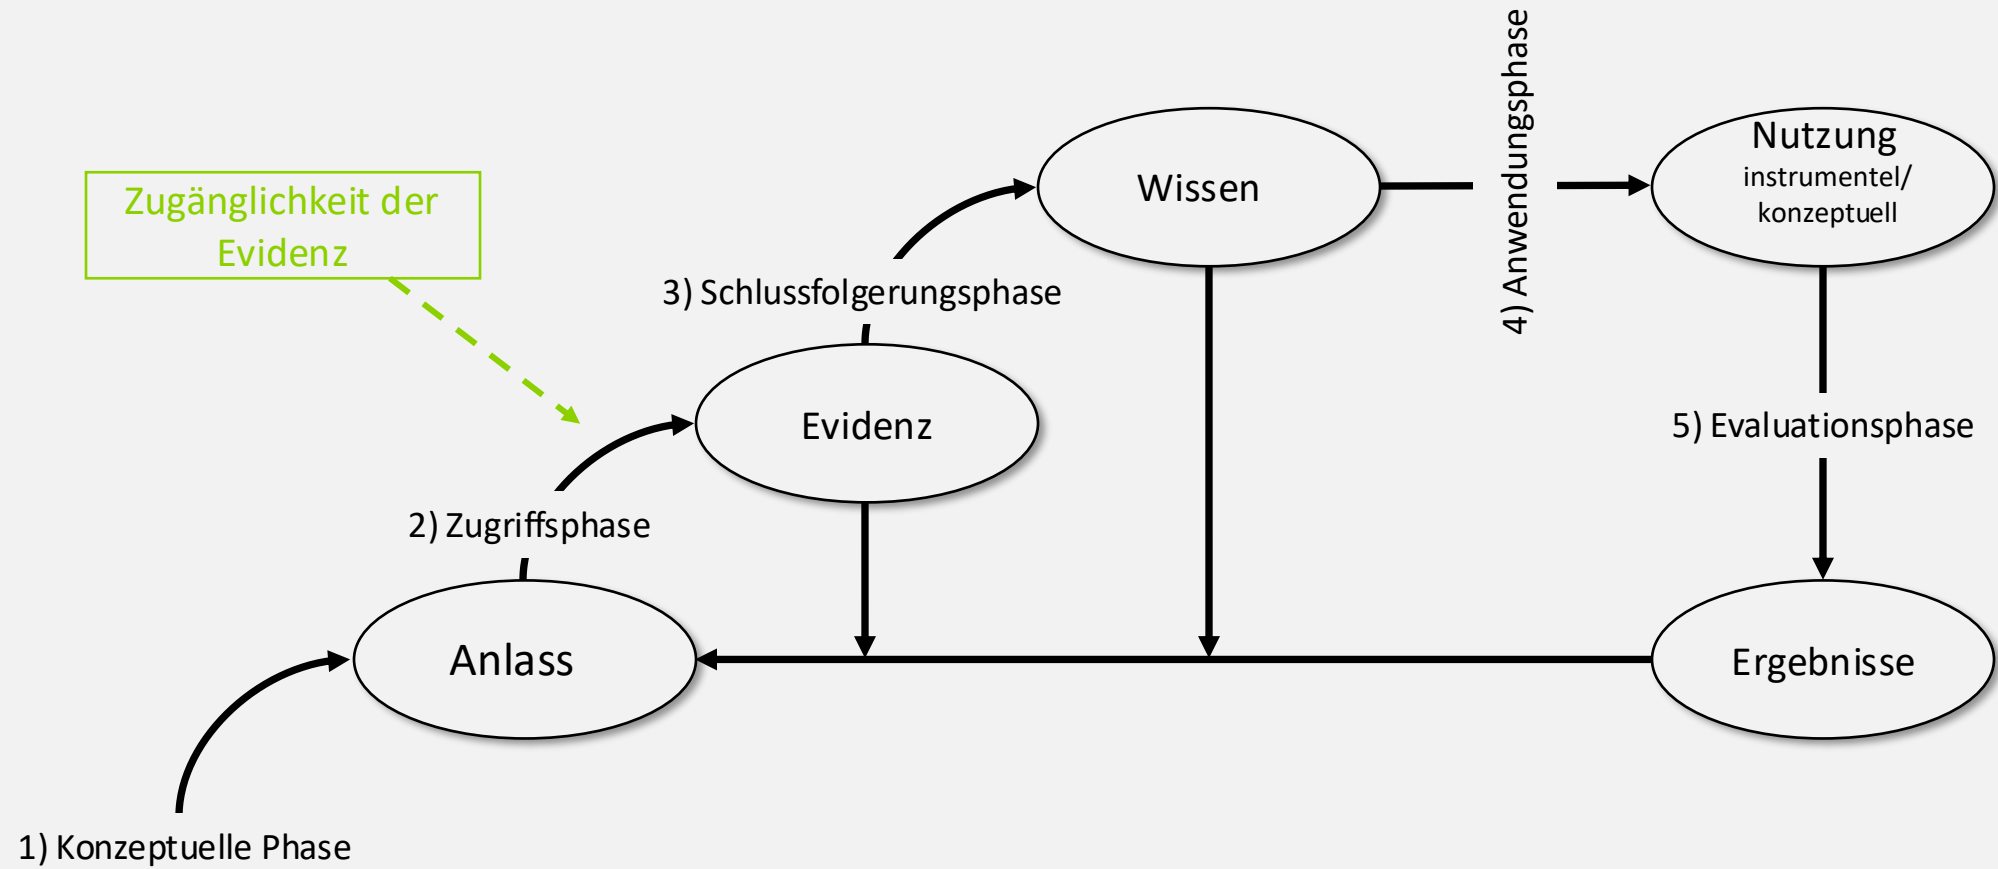 4) Anwendungsphase
Nutzung
instrumentel/
konzeptuell
Wissen
Zugänglichkeit der
Evidenz
3) Schlussfolgerungsphase
Evidenz
5) Evaluationsphase
2) Zugriffsphase
Anlass
Ergebnisse
1) Konzeptuelle Phase